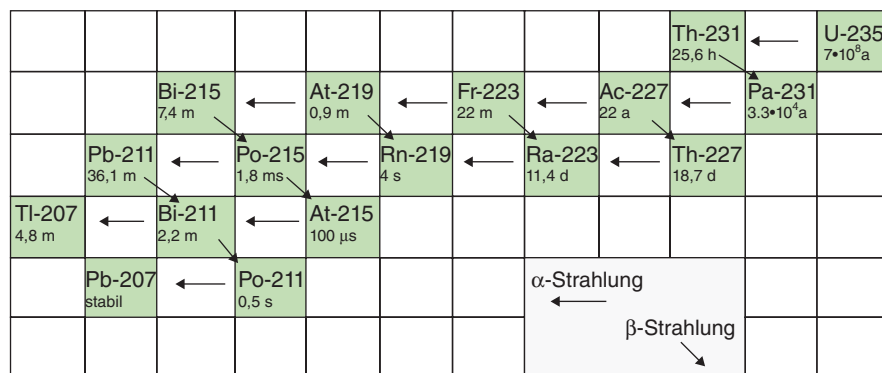 Th-231 U-235
25,6 h 7•10⁸a
Bi-215 At-219 Fr-223 Ac-227 Pa-231
7,4 m 0,9 m 22 m 22 a 3.3•10⁴a
Pb-211 Po-215 Rn-219 Ra-223 Th-227
36,1 m 1,8 ms 4 s 11,4 d 18,7 d
Tl-207 Bi-211 At-215
4,8 m 2,2 m 100 µs
Pb-207 Po-211
stabil 0,5 s
α-Strahlung
β-Strahlung